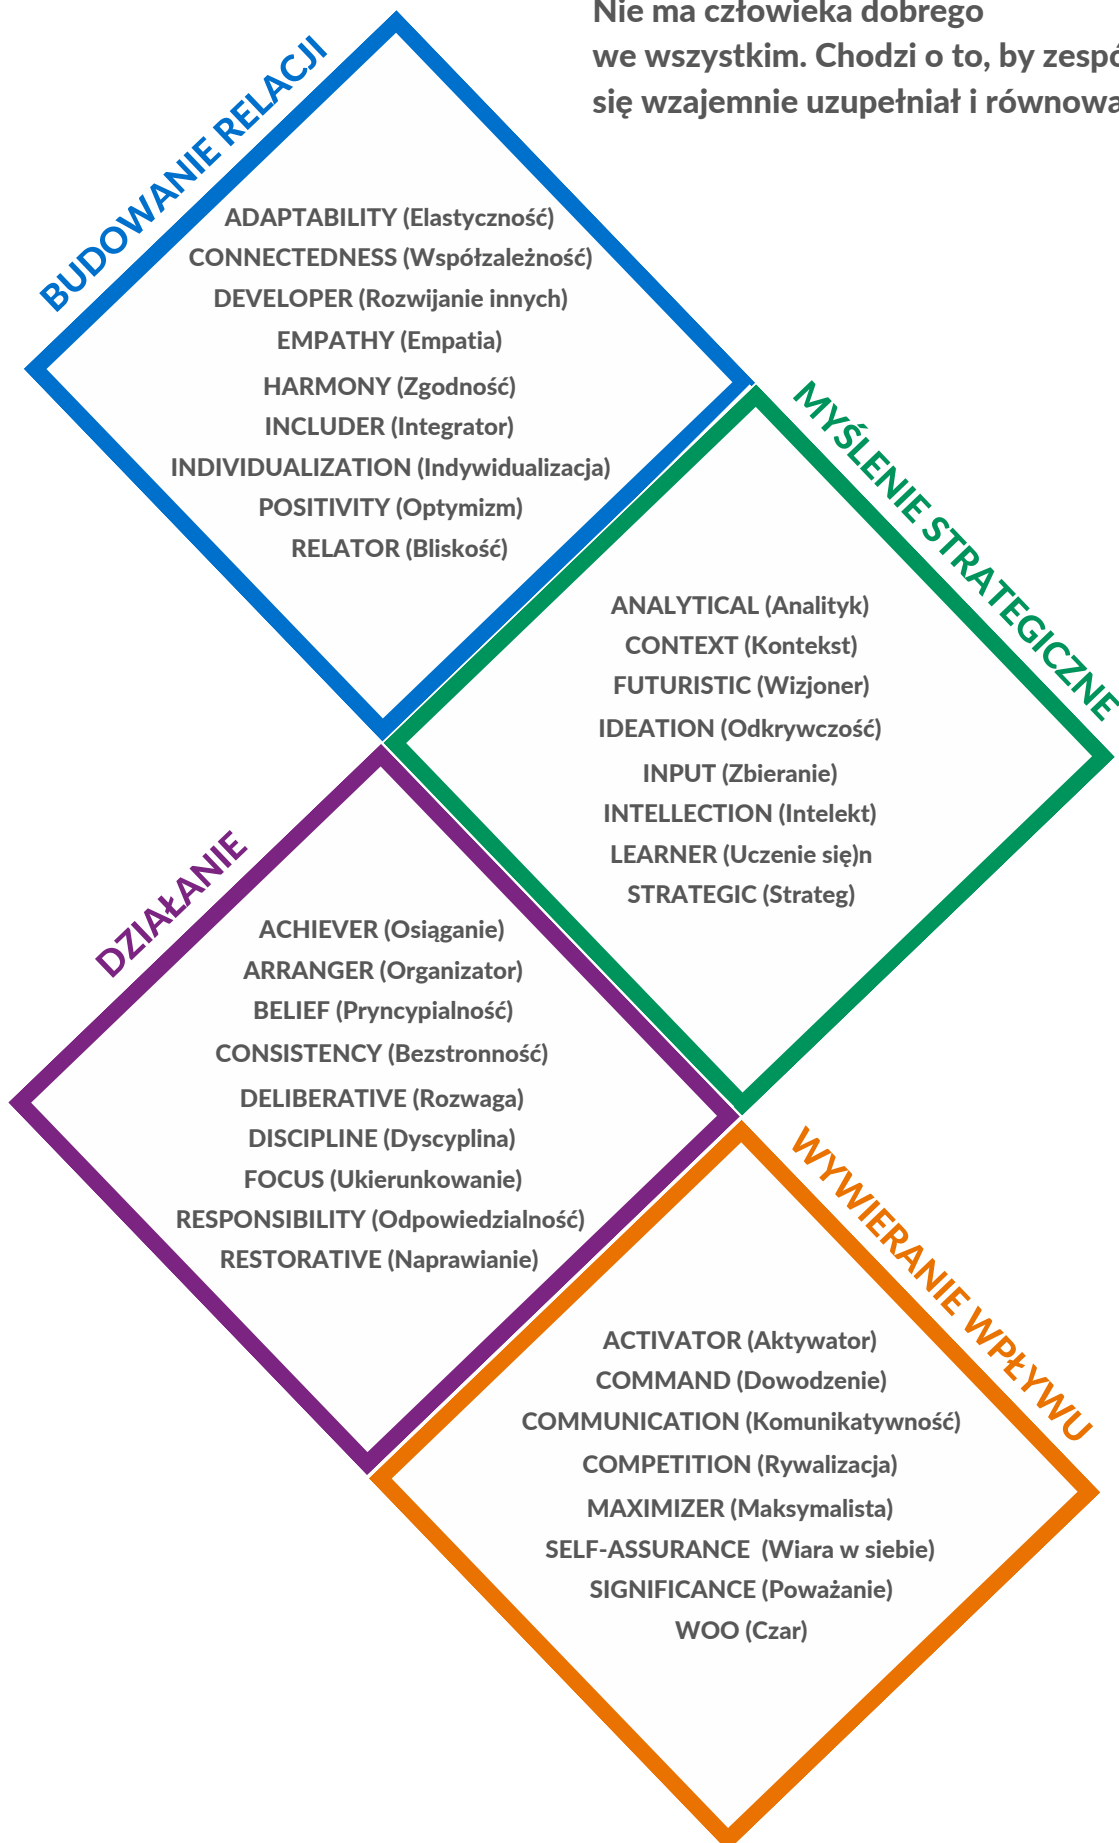 Nie ma człowieka dobrego
we wszystkim. Chodzi o to, by
się wzajemnie uzupełniał i
BUDOWANIE RELACJI
ADAPTABILITY (Elastyczność)
CONNECTEDNESS (Współzależność)
DEVELOPER (Rozwijanie innych)
EMPATHY (Empatia)
HARMONY (Zgodność)
INCLUDER (Integrator)
INDIVIDUALIZATION (Indywidualizacja)
POSITIVITY (Optymizm)
RELATOR (Bliskość)
MYŚLENIE STRATEGICZNE
ANALYTICAL (Analityk)
CONTEXT (Kontekst)
FUTURISTIC (Wizjoner)
IDEATION (Odkrywczość)
INPUT (Zbieranie)
INTELLECTION (Intelekt)
LEARNER (Uczenie się)n
STRATEGIC (Strateg)
DZIAŁANIE
ACHIEVER (Osiąganie)
ARRANGER (Organizator)
BELIEF (Pryncypialność)
CONSISTENCY (Bezstronność)
DELIBERATIVE (Rozwaga)
DISCIPLINE (Dyscyplina)
FOCUS (Ukierunkowanie)
RESPONSIBILITY (Odpowiedzialność)
RESTORATIVE (Naprawianie)
WYWIERANIE WPŁYWU
ACTIVATOR (Aktywator)
COMMAND (Dowodzenie)
COMMUNICATION (Komunikatywność)
COMPETITION (Rywalizacja)
MAXIMIZER (Maksymalista)
SELF-ASSURANCE  (Wiara w siebie)
SIGNIFICANCE (Poważanie)
WOO (Czar)